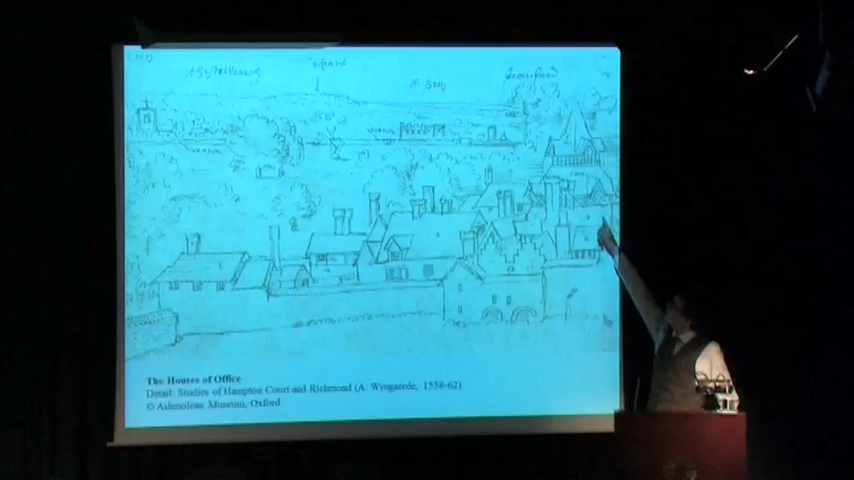 The Houses of Office
Detail: Studies of Hampton Court and Richmond (A. Wyngaerde, 1558-62)
© Ashmolean Museum, Oxford